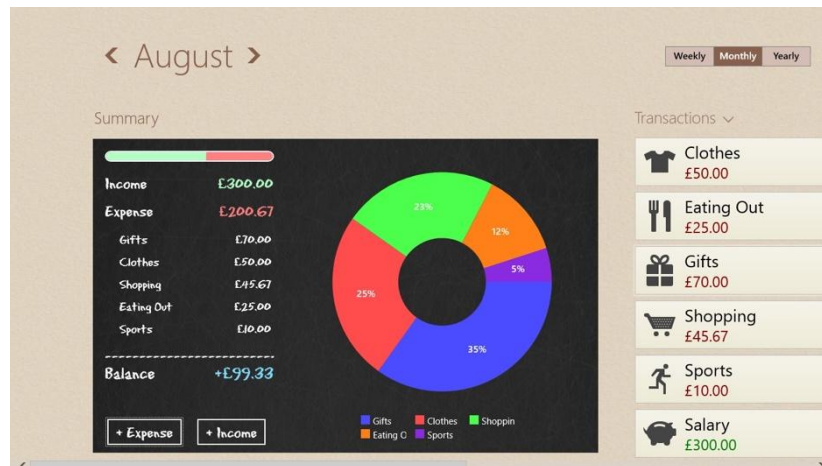 August
Weekly Monthly Yearly
Summary
Transactions
Income £300.00
Expense £200.67
Gifts £70.00
Clothes £50.00
Shopping £45.67
Eating Out £25.00
Sports £10.00
Balance +£99.33
+ Expense + Income
23%
12%
5%
25%
35%
Gifts Clothes Shoppin
Eating O Sports
Clothes
£50.00
Eating Out
£25.00
Gifts
£70.00
Shopping
£45.67
Sports
£10.00
Salary
£300.00